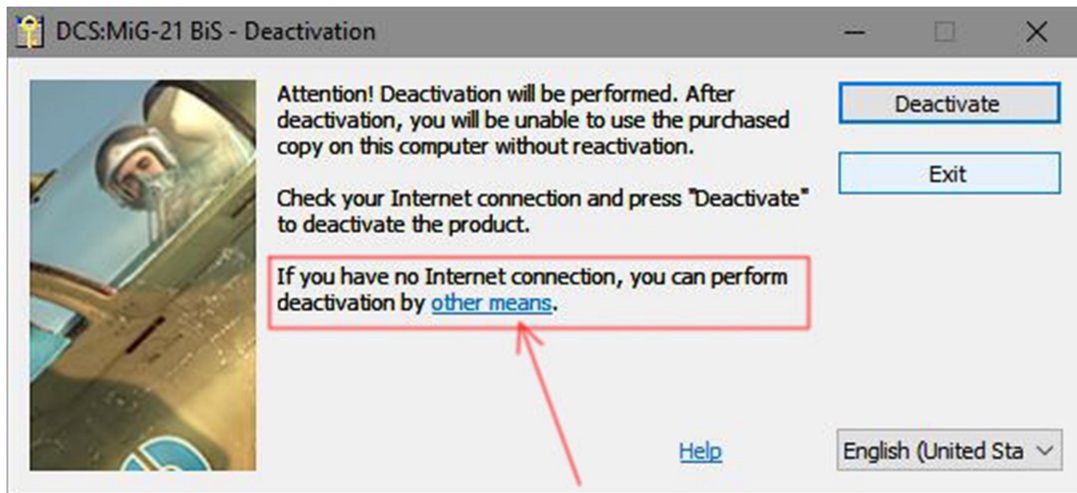 DCS:MiG-21 BiS - Deactivation
Attention! Deactivation will be performed. After
deactivation, you will be unable to use the purchased
copy on this computer without reactivation.
Check your Internet connection and press "Deactivate"
to deactivate the product.
If you have no Internet connection, you can perform
deactivation by other means.
Deactivate
Exit
Help
English (United Sta